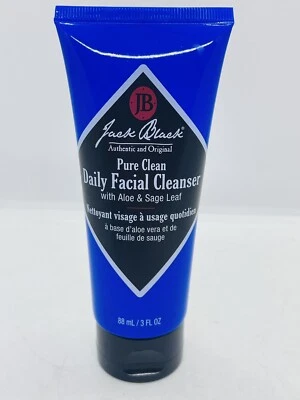 JB
Jack Black®
Authentic and Original
Pure Clean
Daily Facial Cleanser
with Aloe & Sage Leaf
Nettoyant visage à usage quotidien
à base d'aloe vera et de
feuille de sauge
88 mL / 3 FL OZ